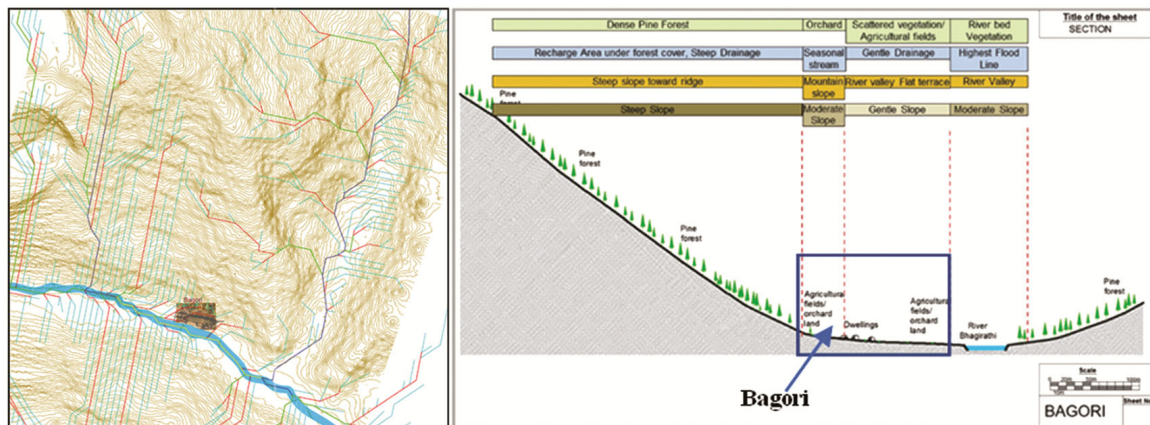 Bagori
Dense Pine Forest
Orchard
Scattered vegetation/
Agricultural fields
River bed
Vegetation
Title of the sheet
SECTION
Recharge Area under forest cover, Steep Drainage
Seasonal
stream
Gentle Drainage
Highest Flood
Line
Steep slope toward ridge
Mountain
slope
River valley Flat terrace
River Valley
Steep Slope
Moderate
Slope
Gentle Slope
Moderate Slope
Pine
forest
Pine
forest
Pine
forest
Agricultural
fields/
orchard
land
Dwellings
Agricultural
fields/
orchard
land
River
Bhagirathi
Pine
forest
Bagori
Scale
BAGORI
Sheet No